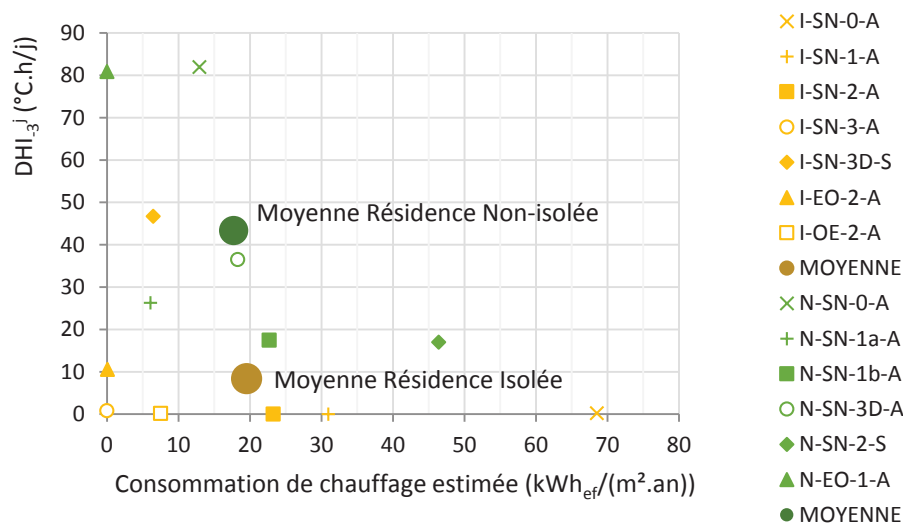 DHI₋₃ʲ (°C.h/j)
90
80
70
60
50
40
30
20
10
0
Moyenne Résidence Non-isolée
Moyenne Résidence Isolée
0 10 20 30 40 50 60 70 80
Consommation de chauffage estimée (kWh_ef/(m².an))
I-SN-0-A
I-SN-1-A
I-SN-2-A
I-SN-3-A
I-SN-3D-S
I-EO-2-A
I-OE-2-A
MOYENNE
N-SN-0-A
N-SN-1a-A
N-SN-1b-A
N-SN-3D-A
N-SN-2-S
N-EO-1-A
MOYENNE